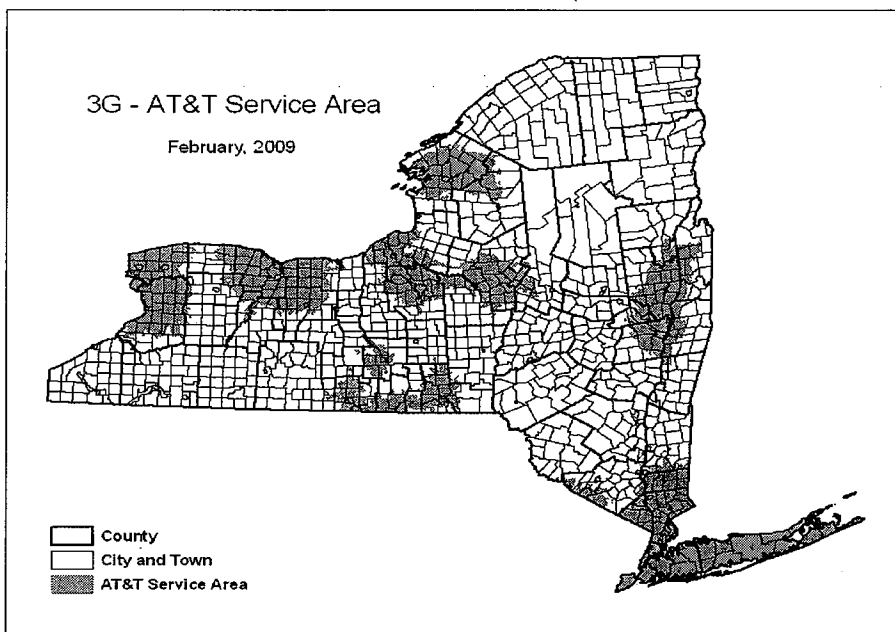 3G - AT&T Service Area
February, 2009
County
City and Town
AT&T Service Area